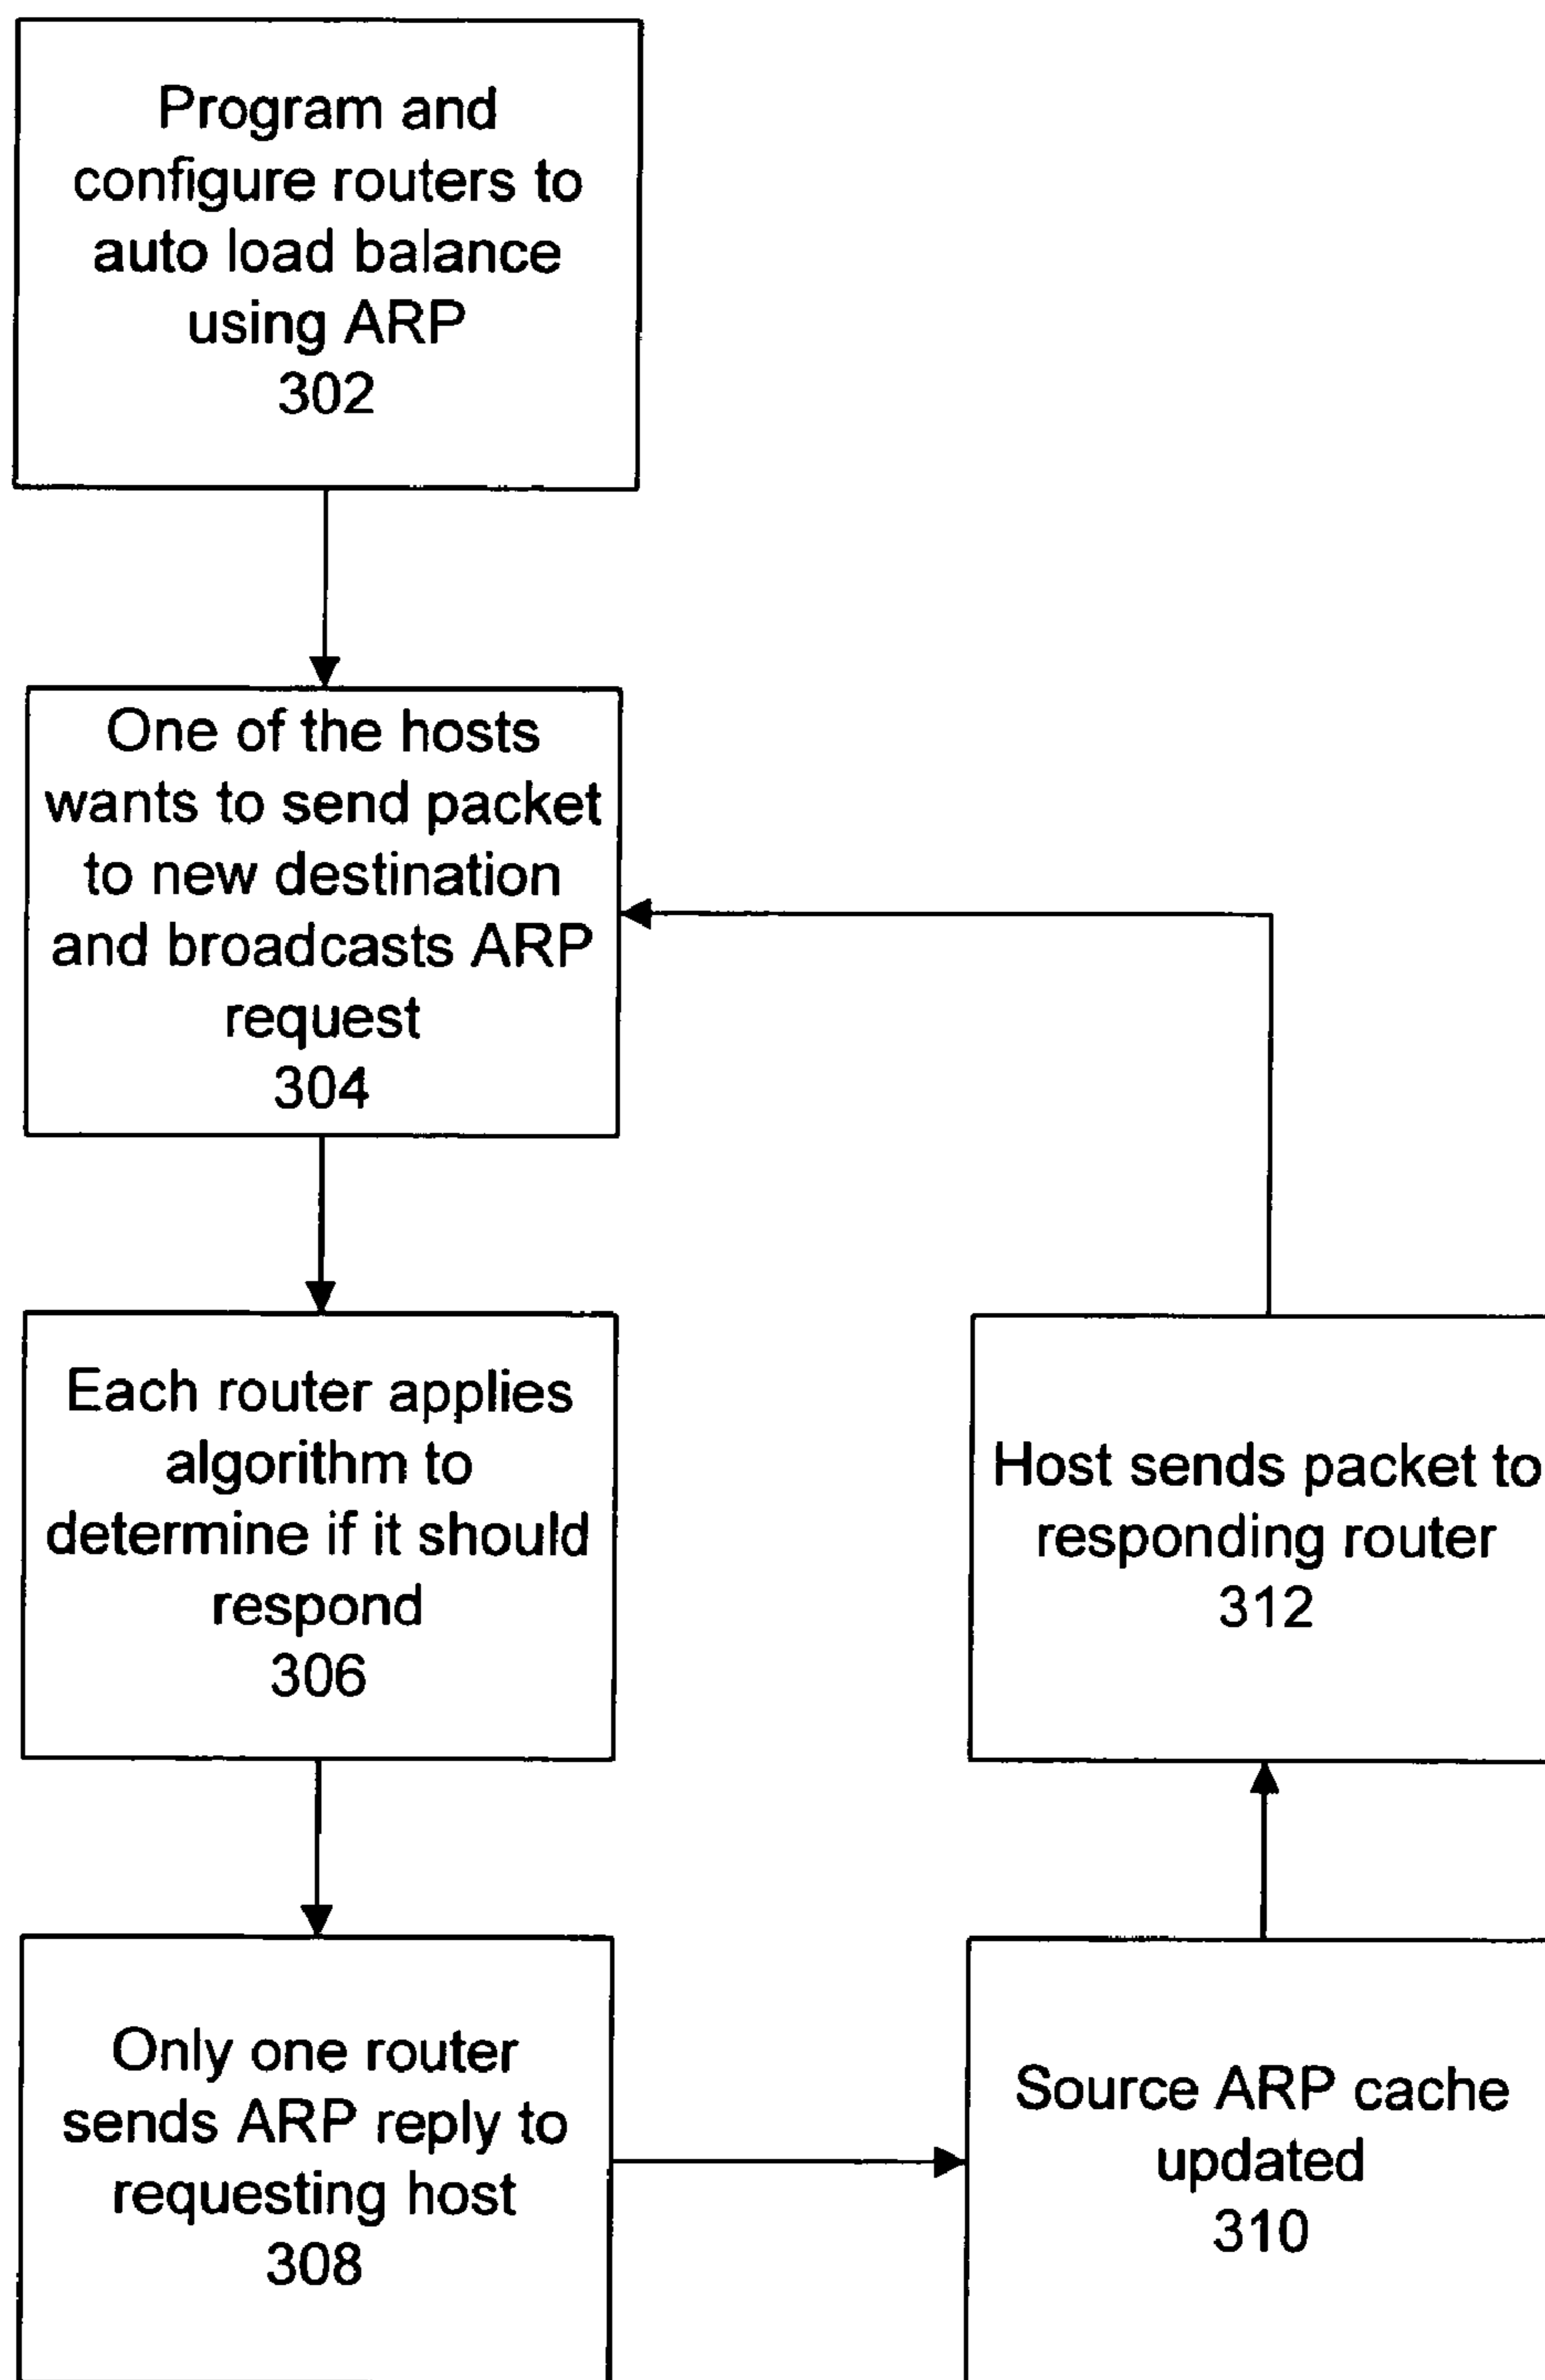 Program and
configure routers to
auto load balance
using ARP
302
One of the hosts
wants to send packet
to new destination
and broadcasts ARP
request
304
Each router applies
algorithm to
determine if it should
respond
306
Only one router
sends ARP reply to
requesting host
308
Source ARP cache
updated
310
Host sends packet to
responding router
312